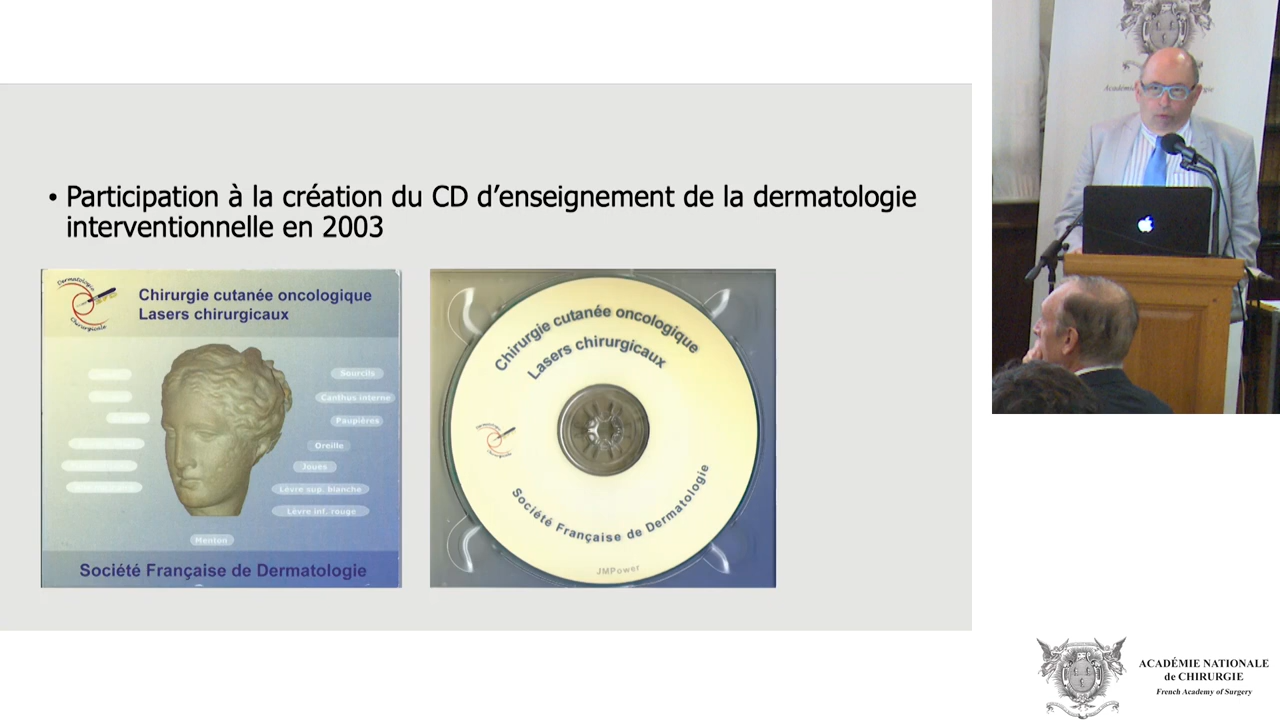 • Participation à la création du CD d’enseignement de la dermatologie
interventionnelle en 2003
Dermatologie
Chirurgicale
Chirurgie cutanée oncologique
Lasers chirurgicaux
Sourcils
Canthus interne
Paupières
Oreille
Joues
Lèvre sup. blanche
Lèvre inf. rouge
Menton
Société Française de Dermatologie
Chirurgie cutanée oncologique
Lasers chirurgicaux
Société Française de Dermatologie
JMPower
ACADÉMIE NATIONALE
de CHIRURGIE
French Academy of Surgery